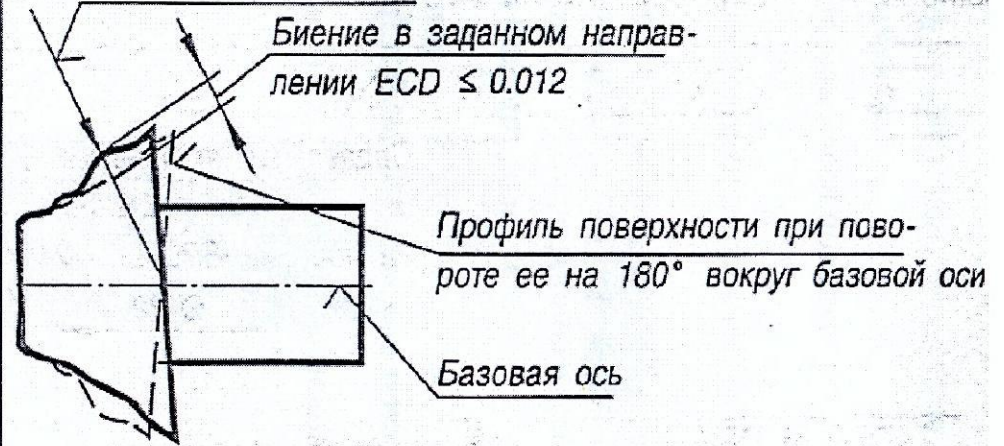 Биение в заданном направ-
лении ECD ≤ 0.012
Профиль поверхности при пово-
роте ее на 180° вокруг базовой оси
Базовая ось